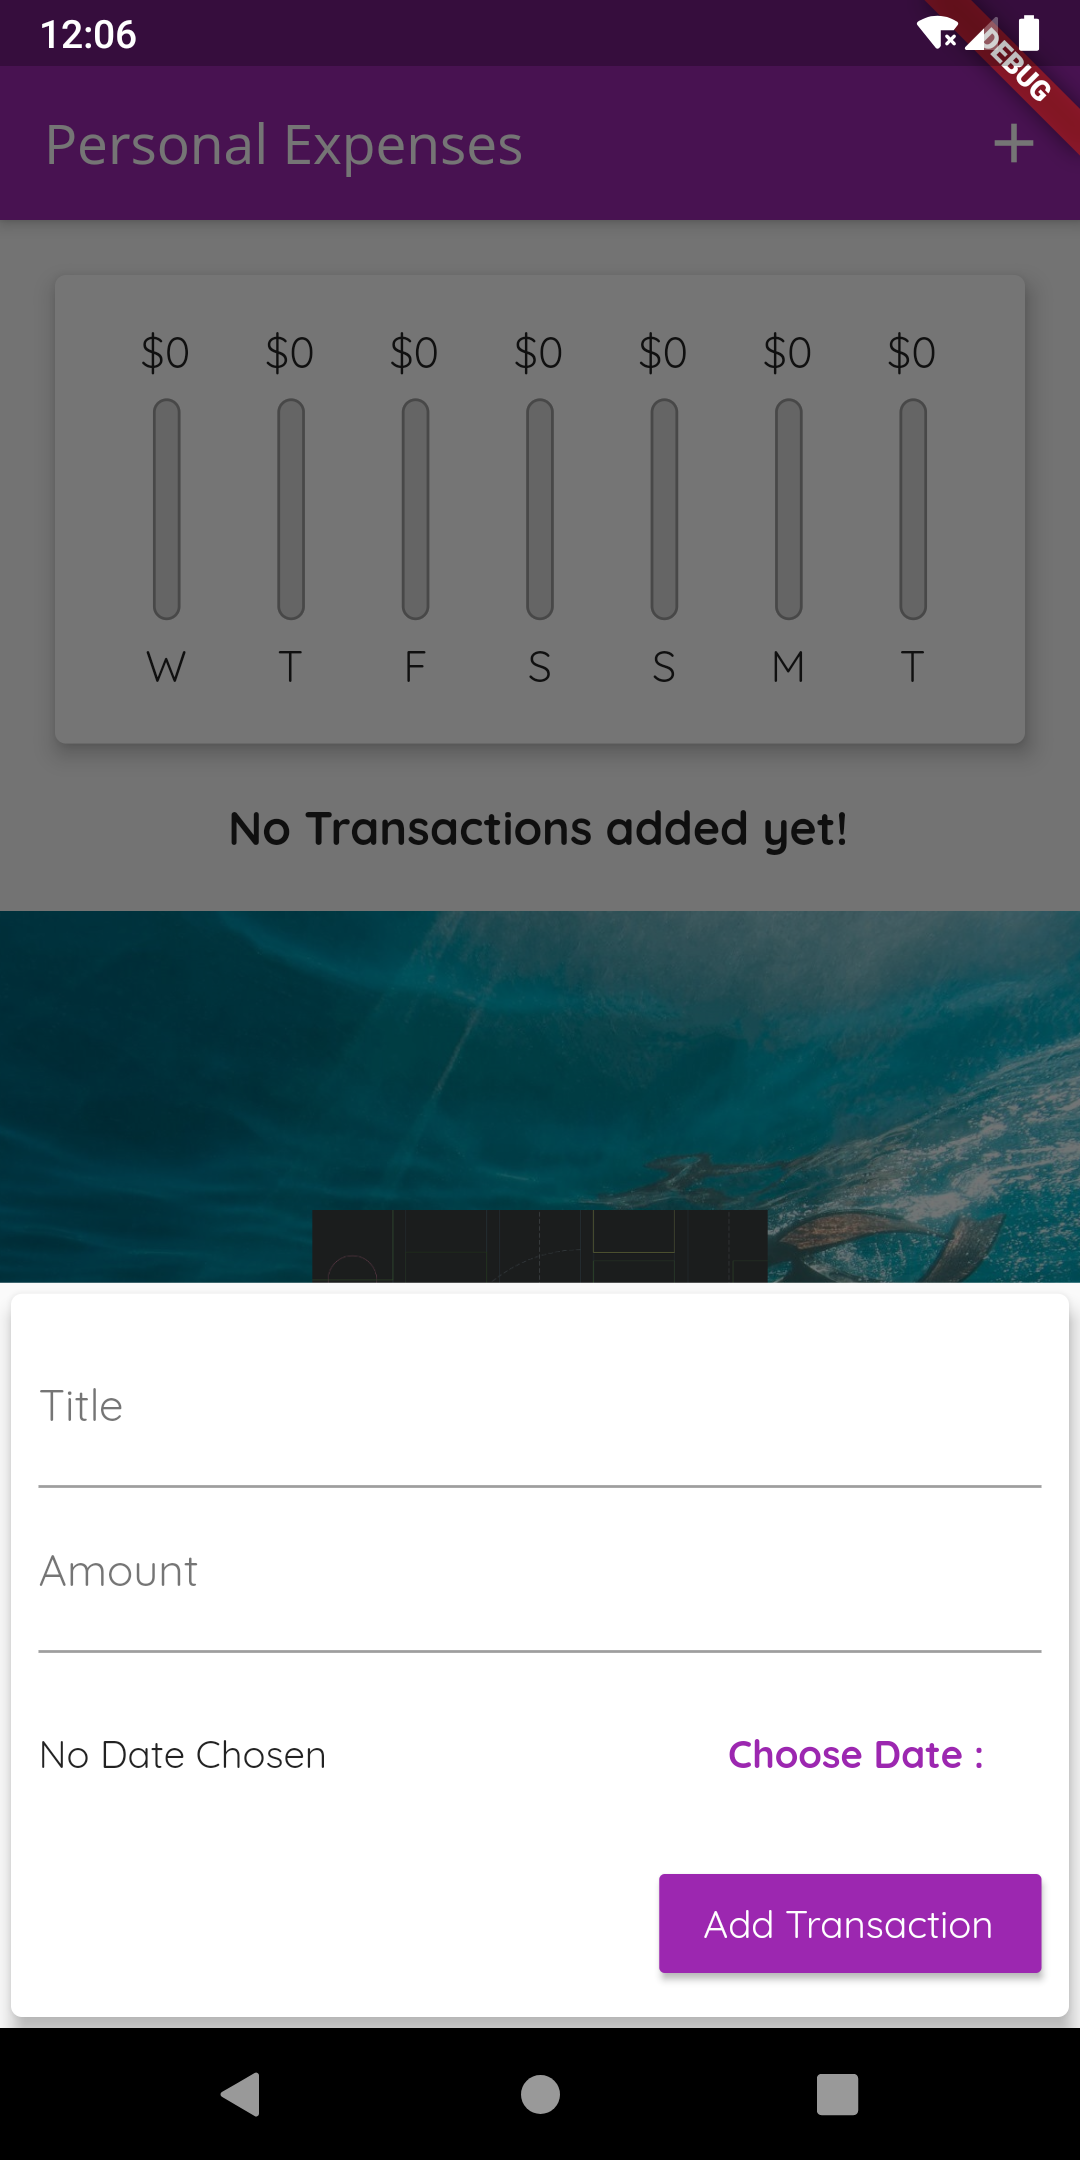 12:06
DEBUG
Personal Expenses
$0 $0 $0 $0 $0 $0 $0
W T F S S M T
No Transactions added yet!
Title
Amount
No Date Chosen Choose Date :
Add Transaction